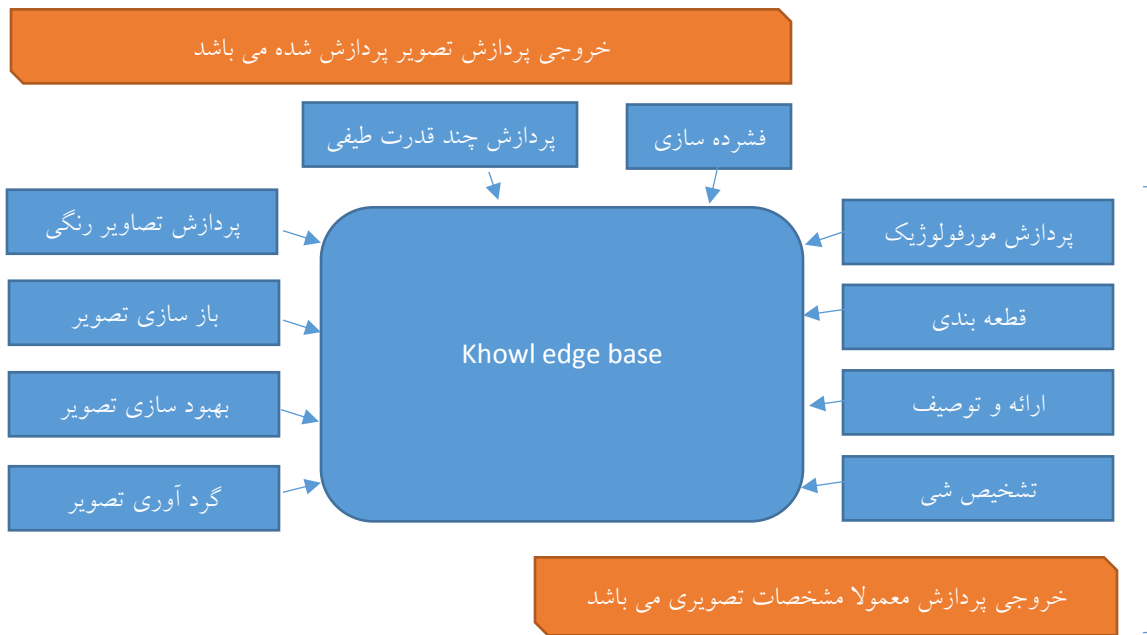 خروجی پردازش تصویر پردازش شده می باشد
فشرده سازی
پردازش چند قدرت طیفی
پردازش مورفولوژیک
پردازش تصاویر رنگی
قطعه بندی
باز سازی تصویر
Khowl edge base
ارائه و توصیف
بهبود سازی تصویر
تشخیص شی
گرد آوری تصویر
خروجی پردازش معمولا مشخصات تصویری می باشد